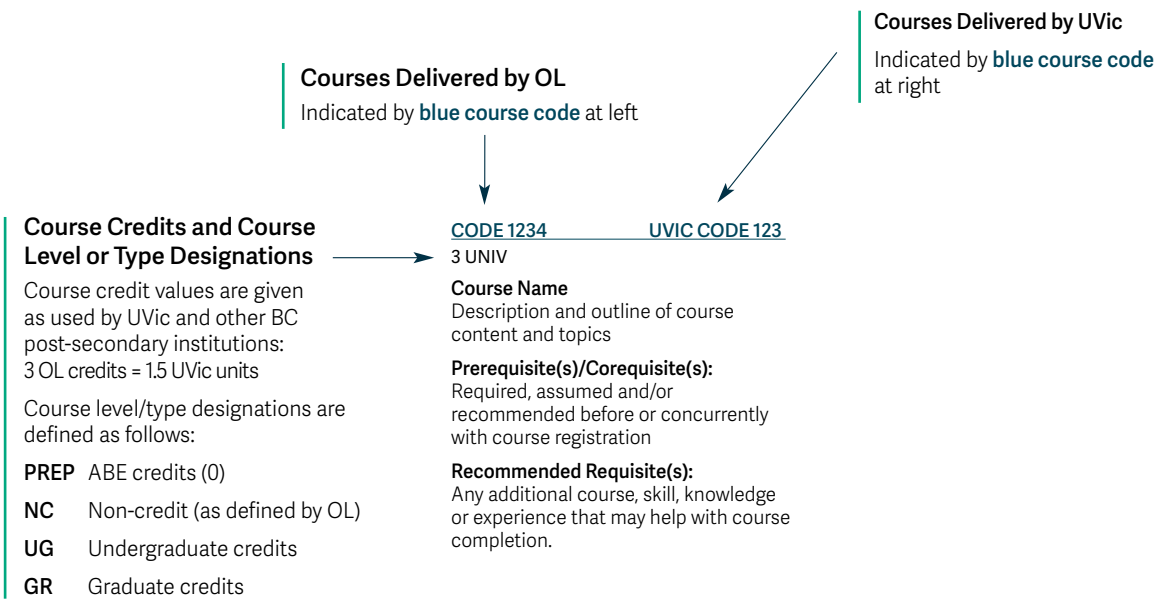 Courses Delivered by UVic
Indicated by blue course code
at right
Courses Delivered by OL
Indicated by blue course code at left
Course Credits and Course
Level or Type Designations
Course credit values are given
as used by UVic and other BC
post-secondary institutions:
3 OL credits = 1.5 UVic units
Course level/type designations are
defined as follows:
PREP ABE credits (0)
NC Non-credit (as defined by OL)
UG Undergraduate credits
GR Graduate credits
CODE 1234 UVIC CODE 123
3 UNIV
Course Name
Description and outline of course
content and topics
Prerequisite(s)/Corequisite(s):
Required, assumed and/or
recommended before or concurrently
with course registration
Recommended Requisite(s):
Any additional course, skill, knowledge
or experience that may help with course
completion.